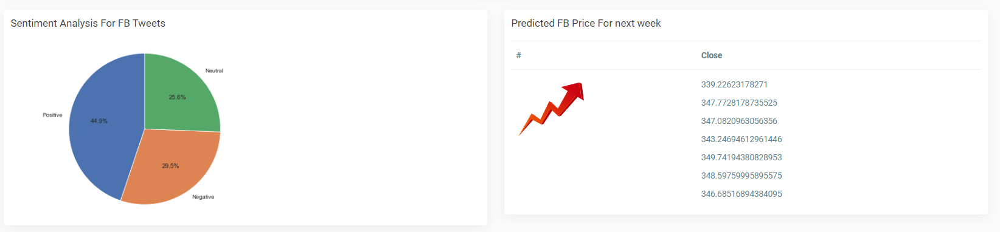 Sentiment Analysis For FB Tweets
Neutral
25.6%
Positive
44.9%
29.5%
Negative
Predicted FB Price For next week
# Close
339.22623178271
347.7728178735525
347.0820963056356
343.24694612961446
349.74194380828953
348.59759995895575
346.68516894384095